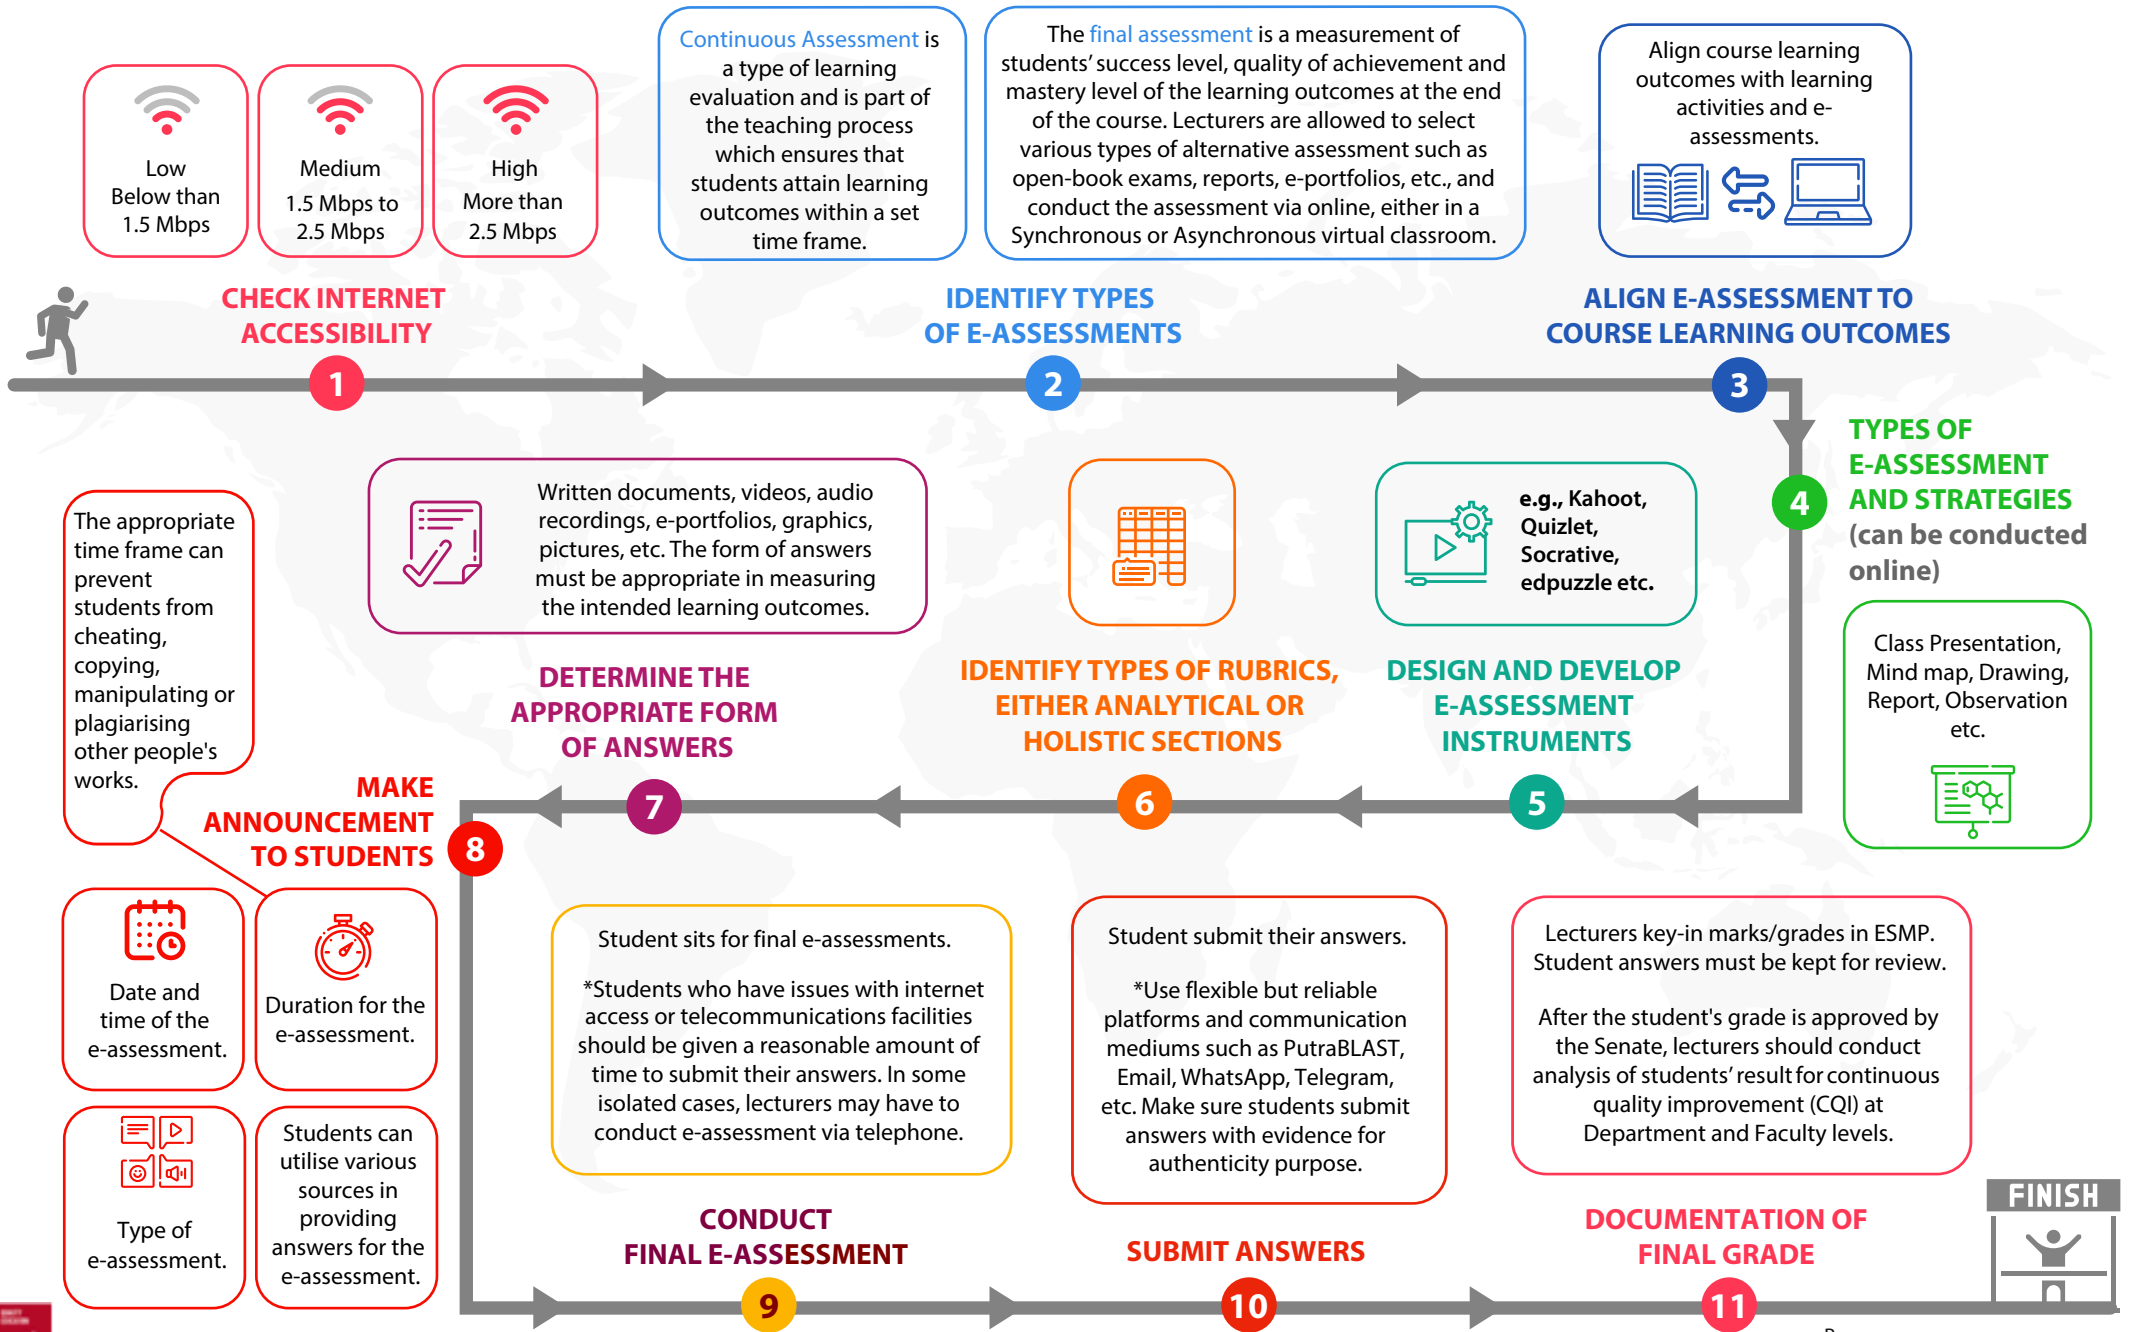 Low
Below than
1.5 Mbps
Medium
1.5 Mbps to
2.5 Mbps
High
More than
2.5 Mbps
CHECK INTERNET
ACCESSIBILITY
1
Continuous Assessment is
a type of learning
evaluation and is part of
the teaching process
which ensures that
students attain learning
outcomes within a set
time frame.
The final assessment is a measurement of
students' success level, quality of achievement and
mastery level of the learning outcomes at the end
of the course. Lecturers are allowed to select
various types of alternative assessment such as
open-book exams, reports, e-portfolios, etc., and
conduct the assessment via online, either in a
Synchronous or Asynchronous virtual classroom.
IDENTIFY TYPES
OF E-ASSESSMENTS
2
Align course learning
outcomes with learning
activities and e-
assessments.
ALIGN E-ASSESSMENT TO
COURSE LEARNING OUTCOMES
3
TYPES OF
E-ASSESSMENT
AND STRATEGIES
(can be conducted
online)
4
Class Presentation,
Mind map, Drawing,
Report, Observation
etc.
e.g., Kahoot,
Quizlet,
Socrative,
edpuzzle etc.
DESIGN AND DEVELOP
E-ASSESSMENT
INSTRUMENTS
5
IDENTIFY TYPES OF RUBRICS,
EITHER ANALYTICAL OR
HOLISTIC SECTIONS
6
Written documents, videos, audio
recordings, e-portfolios, graphics,
pictures, etc. The form of answers
must be appropriate in measuring
the intended learning outcomes.
DETERMINE THE
APPROPRIATE FORM
OF ANSWERS
7
The appropriate
time frame can
prevent
students from
cheating,
copying,
manipulating or
plagiarising
other people's
works.
MAKE
ANNOUNCEMENT
TO STUDENTS
8
Date and
time of the
e-assessment.
Duration for the
e-assessment.
Type of
e-assessment.
Students can
utilise various
sources in
providing
answers for the
e-assessment.
Student sits for final e-assessments.
*Students who have issues with internet
access or telecommunications facilities
should be given a reasonable amount of
time to submit their answers. In some
isolated cases, lecturers may have to
conduct e-assessment via telephone.
CONDUCT
FINAL E-ASSESSMENT
9
Student submit their answers.
*Use flexible but reliable
platforms and communication
mediums such as PutraBLAST,
Email, WhatsApp, Telegram,
etc. Make sure students submit
answers with evidence for
authenticity purpose.
SUBMIT ANSWERS
10
Lecturers key-in marks/grades in ESMP.
Student answers must be kept for review.
After the student's grade is approved by
the Senate, lecturers should conduct
analysis of students' result for continuous
quality improvement (CQI) at
Department and Faculty levels.
DOCUMENTATION OF
FINAL GRADE
11
FINISH